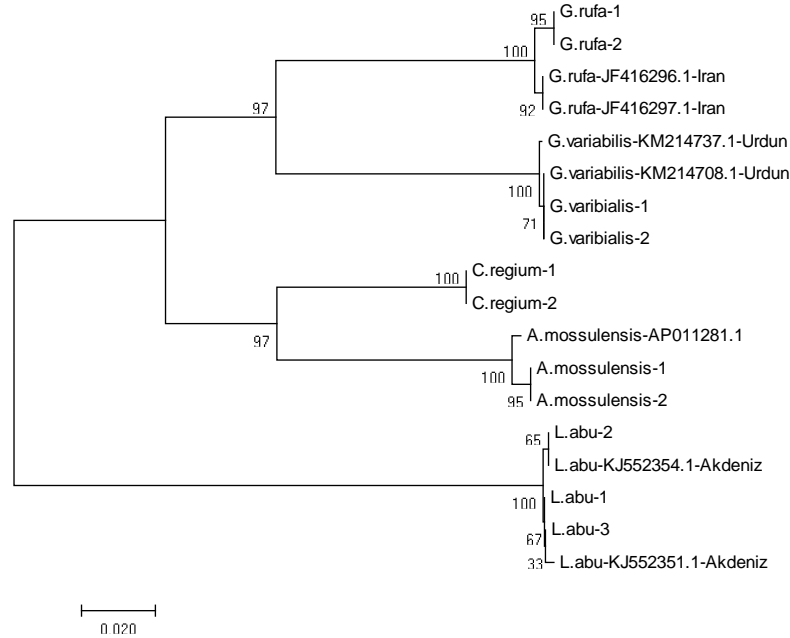 95
G.rufa-1
G.rufa-2
100
G.rufa-JF416296.1-Iran
92
G.rufa-JF416297.1-Iran
97
G.variabilis-KM214737.1-Urdun
G.variabilis-KM214708.1-Urdun
100
G.varibialis-1
71
G.varibialis-2
C.regium-1
100
C.regium-2
97
A.mossulensis-AP011281.1
A.mossulensis-1
100
A.mossulensis-2
95
L.abu-2
65
L.abu-KJ552354.1-Akdeniz
L.abu-1
100
L.abu-3
67
L.abu-KJ552351.1-Akdeniz
33
0.020